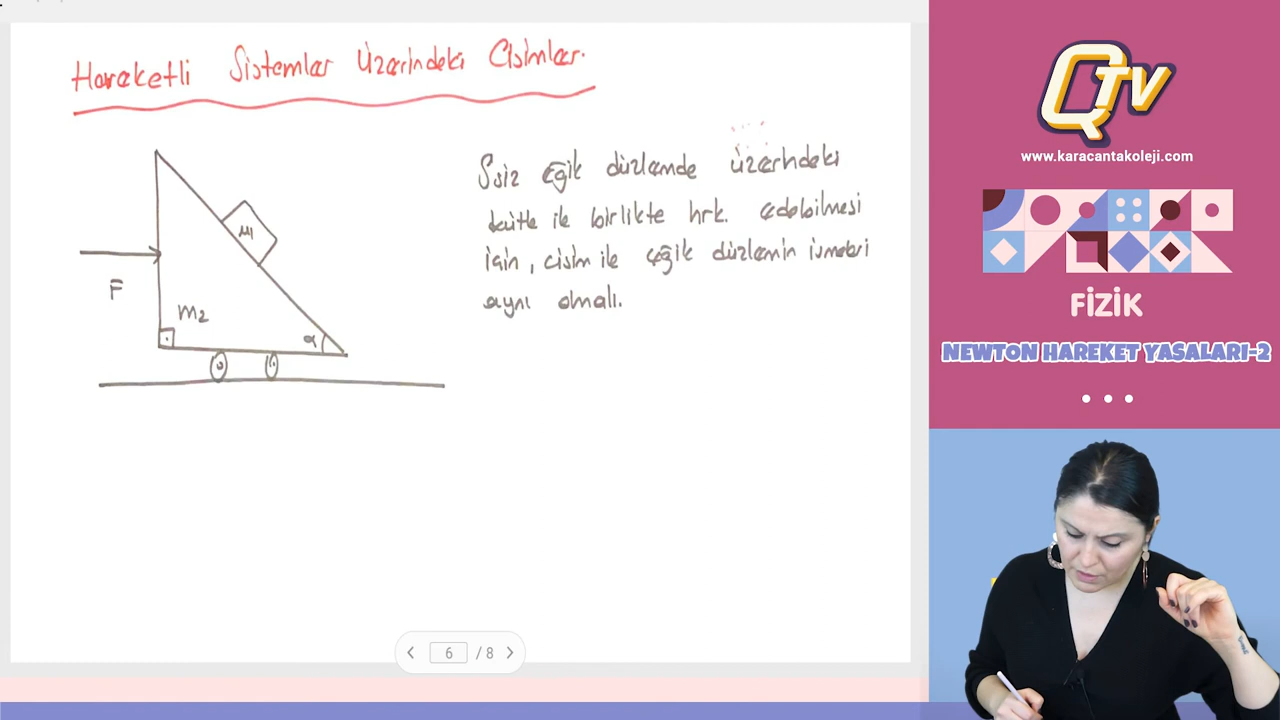 Hareketli Sistemler Üzerindeki Cisimler.
Ssiz eğik düzlemde üzerindeki
kütle ile birlikte hrk. edebilmesi
için, cisim ile eğik düzlemin ivmeleri
aynı olmalı.
m1
F
m2
α
6 / 8
QTV
www.karacantakoleji.com
FİZİK
NEWTON HAREKET YASALARI-2